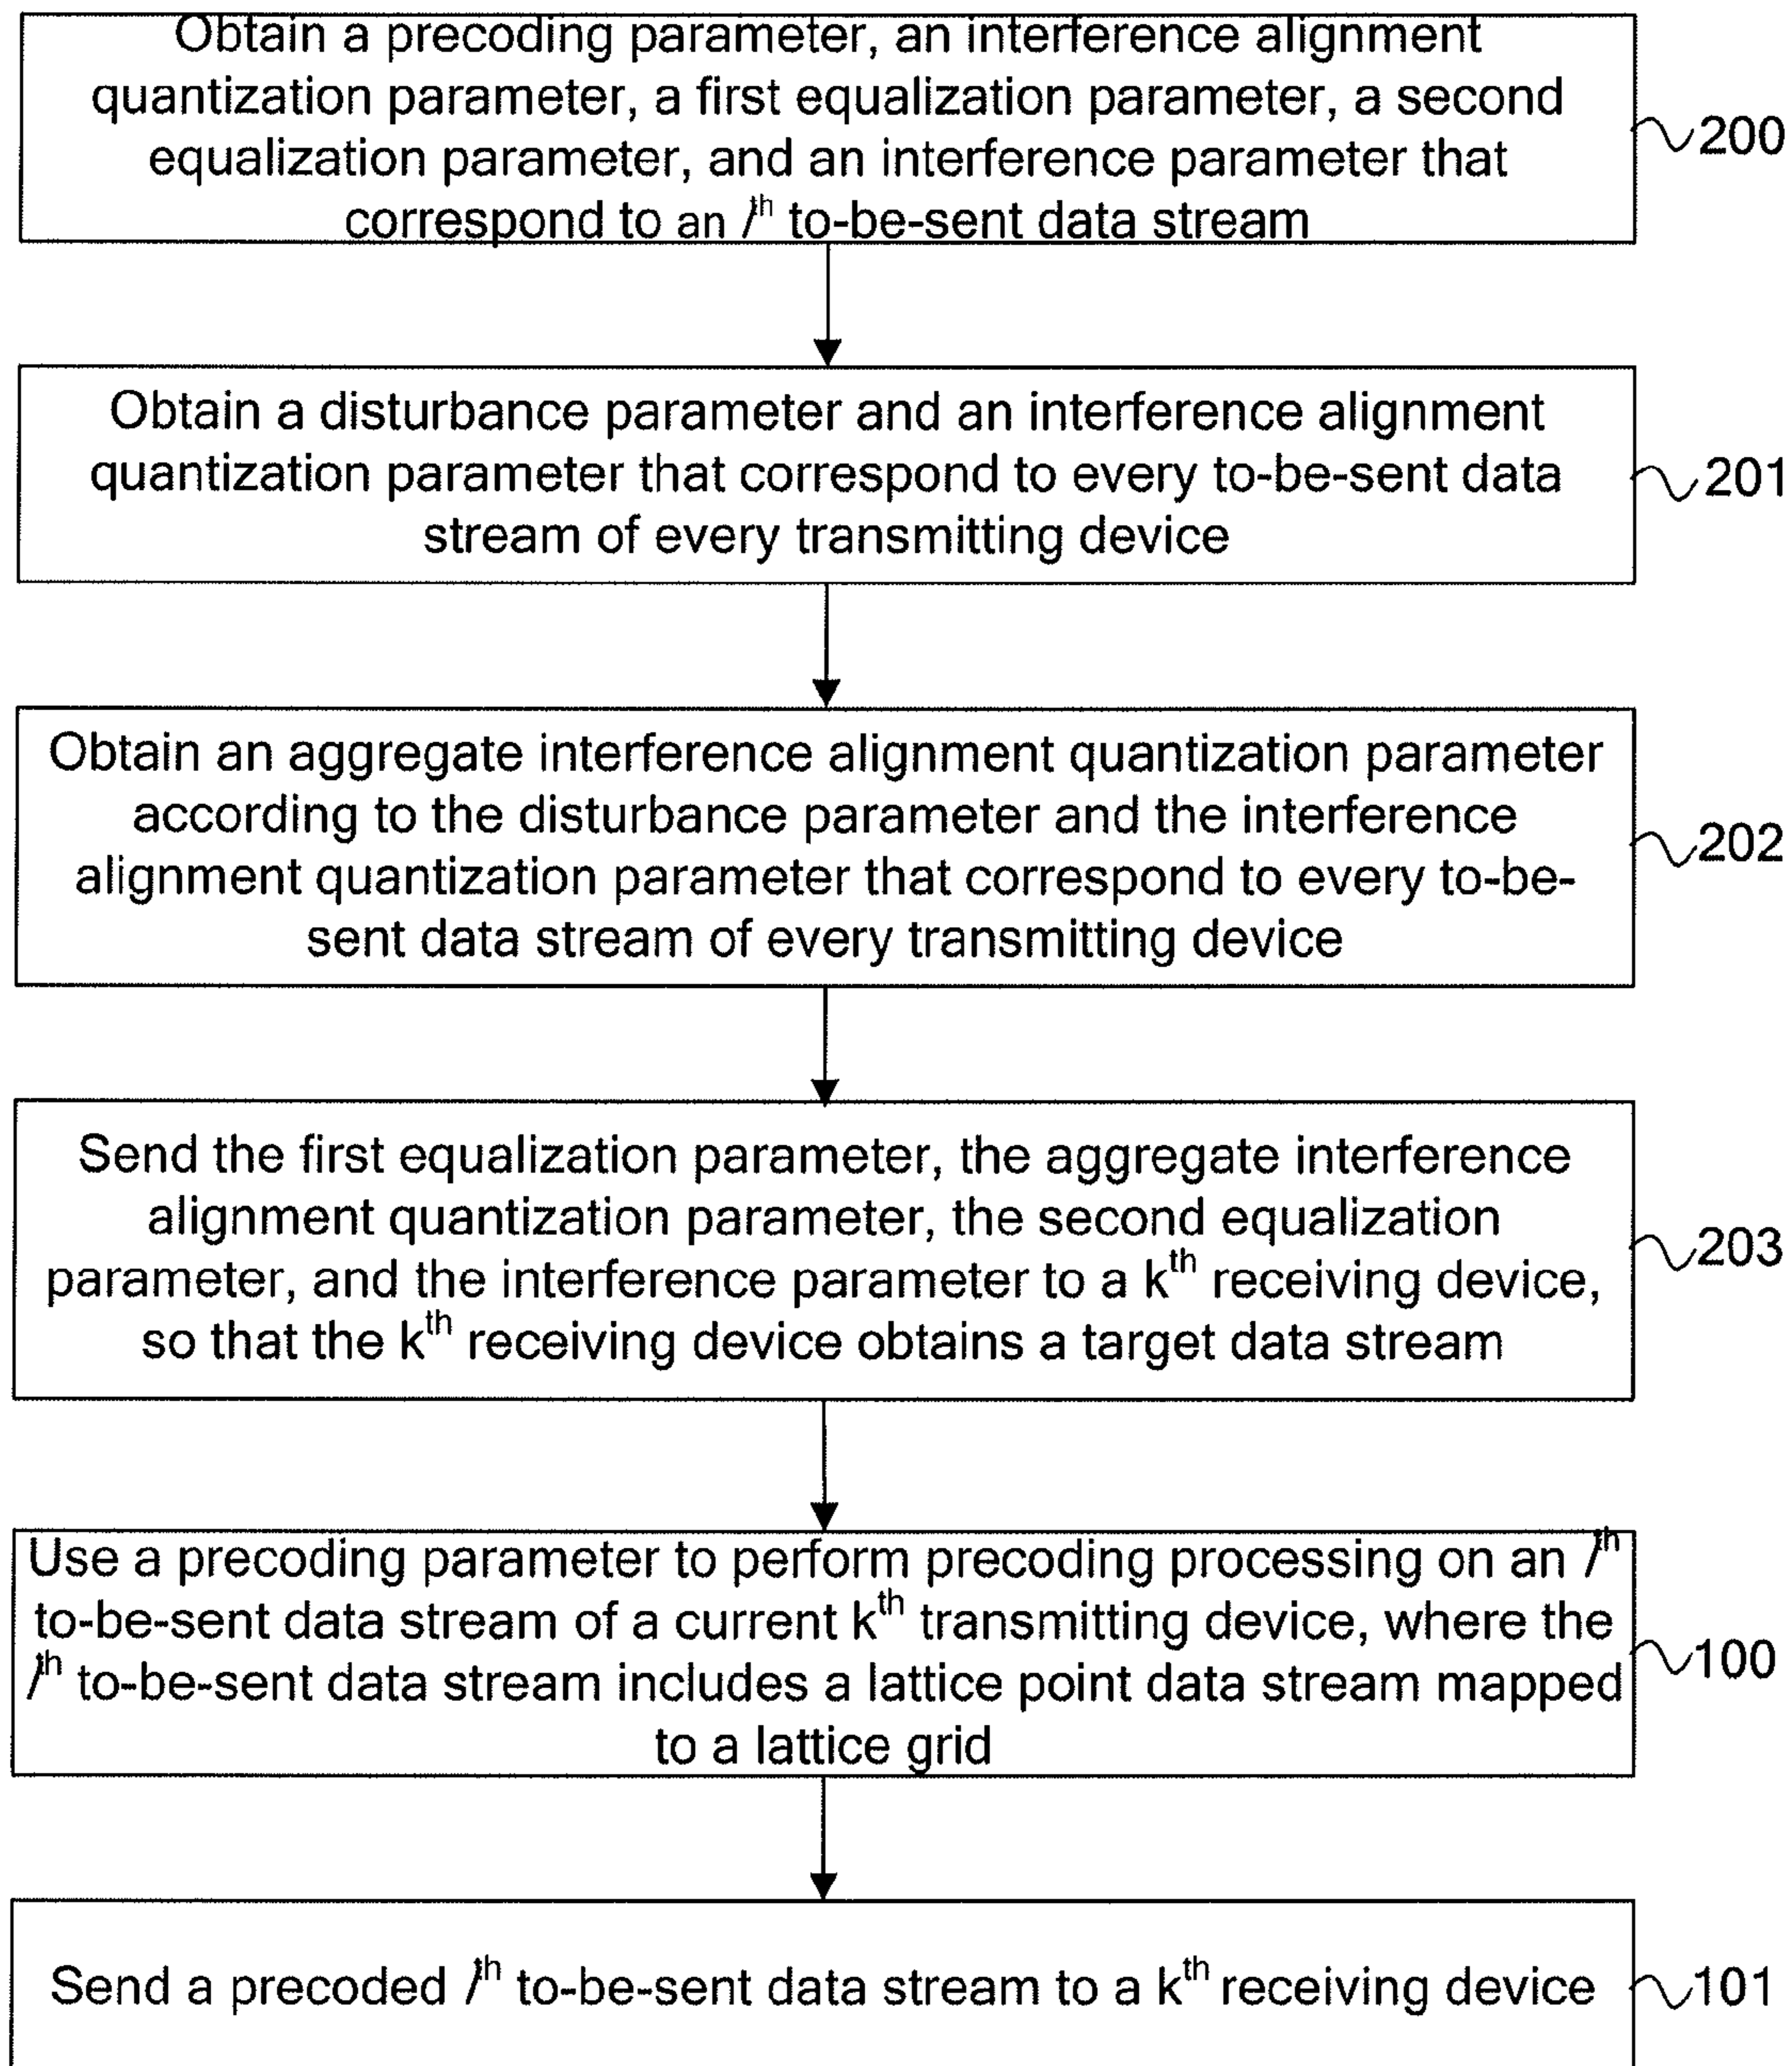 Obtain a precoding parameter, an interference alignment
quantization parameter, a first equalization parameter, a second
equalization parameter, and an interference parameter that
correspond to an lth to-be-sent data stream
200
Obtain a disturbance parameter and an interference alignment
quantization parameter that correspond to every to-be-sent data
stream of every transmitting device
201
Obtain an aggregate interference alignment quantization parameter
according to the disturbance parameter and the interference
alignment quantization parameter that correspond to every to-be-
sent data stream of every transmitting device
202
Send the first equalization parameter, the aggregate interference
alignment quantization parameter, the second equalization
parameter, and the interference parameter to a kth receiving device,
so that the kth receiving device obtains a target data stream
203
Use a precoding parameter to perform precoding processing on an lth
to-be-sent data stream of a current kth transmitting device, where the
lth to-be-sent data stream includes a lattice point data stream mapped
to a lattice grid
100
Send a precoded lth to-be-sent data stream to a kth receiving device
101